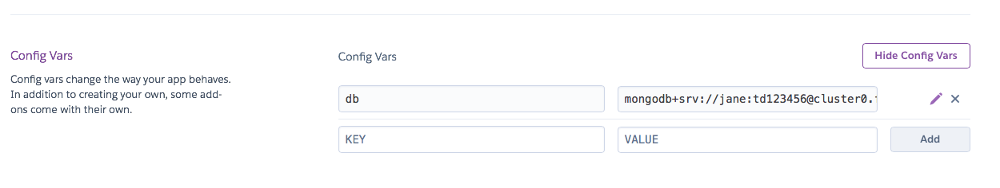 Config Vars
Config vars change the way your app behaves.
In addition to creating your own, some add-
ons come with their own.
Config Vars
Hide Config Vars
db
mongodb+srv://jane:td123456@cluster0.
KEY
VALUE
Add